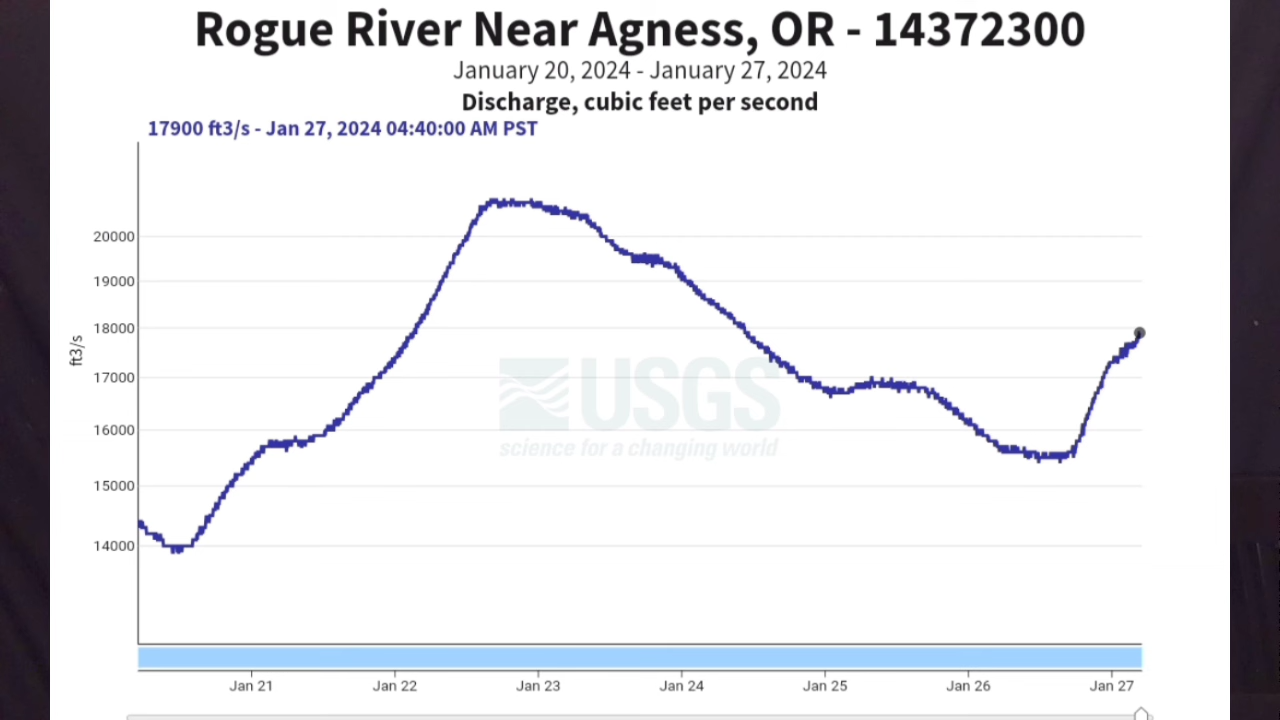 Rogue River Near Agness, OR - 14372300
January 20, 2024 - January 27, 2024
Discharge, cubic feet per second
17900 ft3/s - Jan 27, 2024 04:40:00 AM PST
20000
19000
18000
ft3/s
17000
16000
15000
14000
USGS
science for a changing world
Jan 21 Jan 22 Jan 23 Jan 24 Jan 25 Jan 26 Jan 27